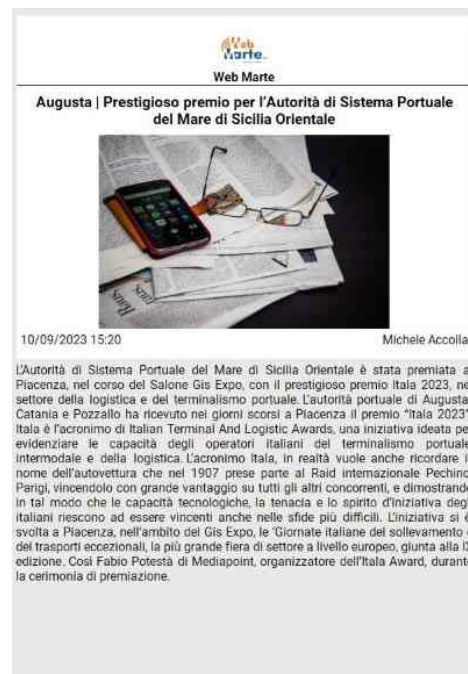 Web
Marte
Web Marte
Augusta | Prestigioso premio per l'Autorità di Sistema Portuale
del Mare di Sicilia Orientale
10/09/2023 15:20
Michele Accolla
L'Autorità di Sistema Portuale del Mare di Sicilia Orientale è stata premiata a
Piacenza, nel corso del Salone Gis Expo, con il prestigioso premio Itala 2023, ne
settore della logistica e del terminalismo portuale. L'autorità portuale di Augusta
Catania e Pozzallo ha ricevuto nei giorni scorsi a Piacenza il premio "Itala 2023"
Itala è l'acronimo di Italian Terminal And Logistic Awards, una iniziativa ideata pe
evidenziare le capacità degli operatori italiani del terminalismo portuale
intermodale e della logistica. L'acronimo Itala, in realtà vuole anche ricordare i
nome dell'autovettura che nel 1907 prese parte al Raid internazionale Pechino
Parigi, vincendolo con grande vantaggio su tutti gli altri concorrenti, e dimostrando
in tal modo che le capacità tecnologiche, la tenacia e lo spirito d'iniziativa degl
italiani riescono ad essere vincenti anche nelle sfide più difficili. L'iniziativa si è
svolta a Piacenza, nell'ambito del Gis Expo, le 'Giornate italiane del sollevamento e
dei trasporti eccezionali, la più grande fiera di settore a livello europeo, giunta alla IX
edizione. Così Fabio Potestà di Mediapoint, organizzatore dell'Itala Award, durante
la cerimonia di premiazione.